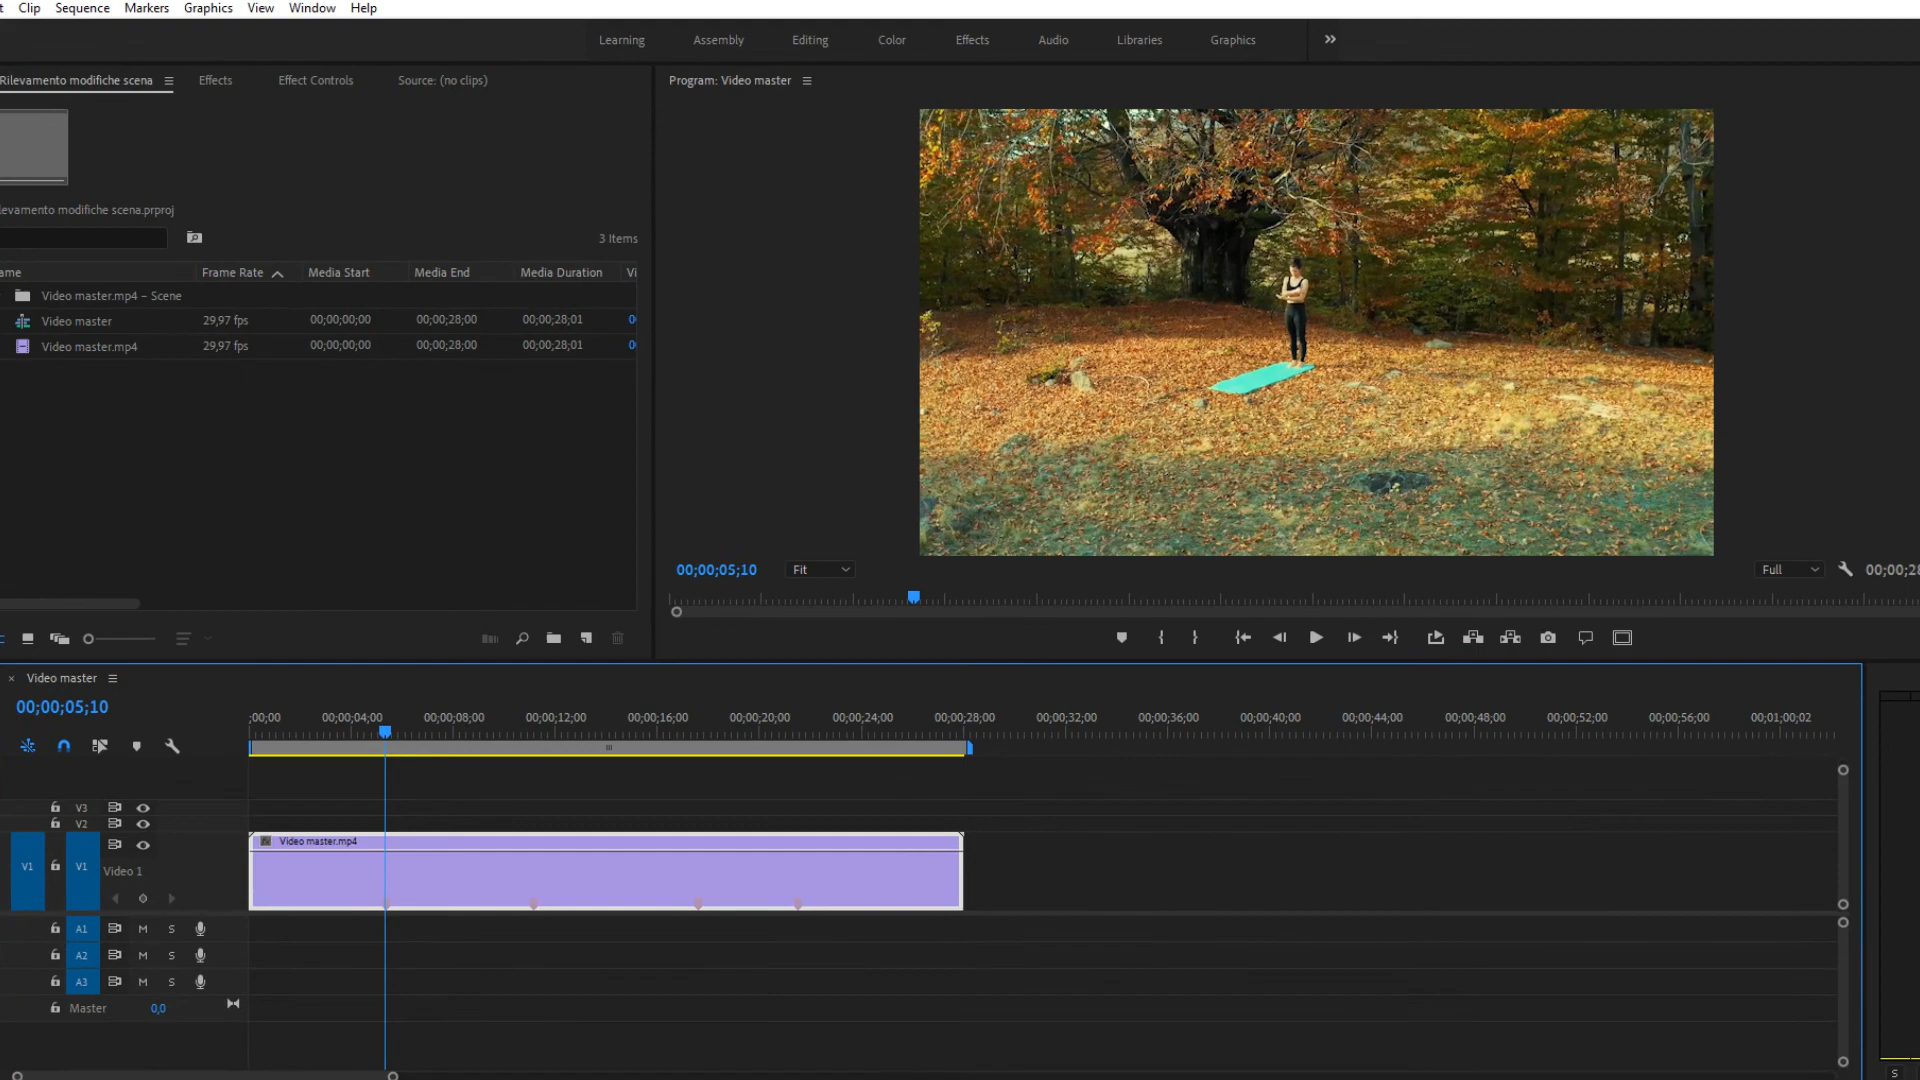 Clip Sequence Markers Graphics View Window Help
Learning Assembly Editing Color Effects Audio Libraries Graphics
Rilevamento modifiche scena Effects Effect Controls Source: (no clips)
Program: Video master
levamento modifiche scena.prproj
3 Items
ame Frame Rate Media Start Media End Media Duration Vi
Video master.mp4 – Scene
Video master 29,97 fps 00;00;00;00 00;00;28;00 00;00;28;01 0
Video master.mp4 29,97 fps 00;00;00;00 00;00;28;00 00;00;28;01 0
00;00;05;10 Fit Full 00;00;28
Video master
00;00;05;10
;00;00 00;00;04;00 00;00;08;00 00;00;12;00 00;00;16;00 00;00;20;00 00;00;24;00 00;00;28;00 00;00;32;00 00;00;36;00 00;00;40;00 00;00;44;00 00;00;48;00 00;00;52;00 00;00;56;00 00;01;00;02
V3
V2
Video master.mp4
V1 V1
Video 1
A1 M S
A2 M S
A3 M S
Master 0,0
S